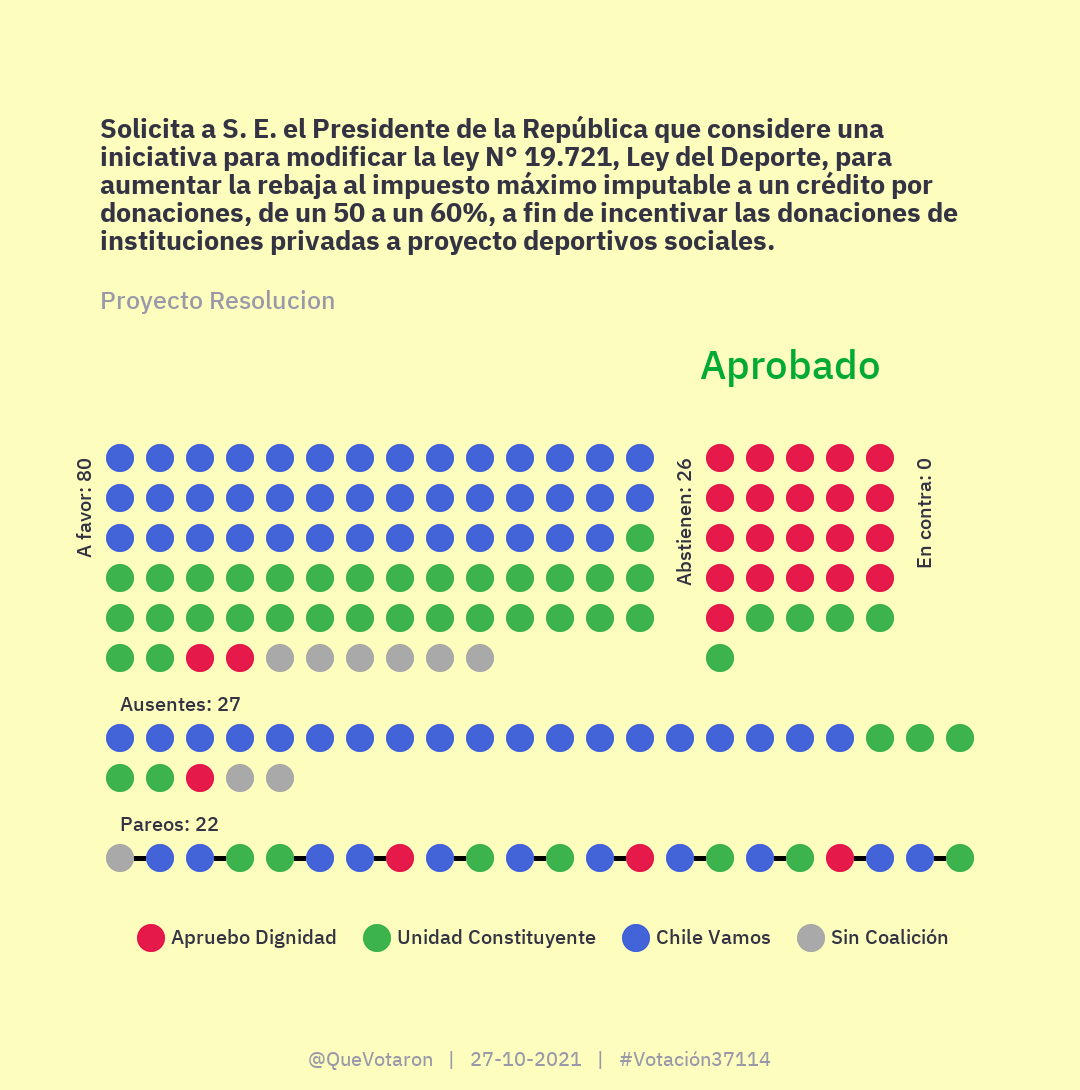 Solicita a S. E. el Presidente de la República que considere una
iniciativa para modificar la ley N° 19.721, Ley del Deporte, para
aumentar la rebaja al impuesto máximo imputable a un crédito por
donaciones, de un 50 a un 60%, a fin de incentivar las donaciones de
instituciones privadas a proyecto deportivos sociales.
Proyecto Resolucion
Aprobado
A favor: 80
Abstienen: 26
En contra: 0
Ausentes: 27
Pareos: 22
Apruebo Dignidad
Unidad Constituyente
Chile Vamos
Sin Coalición
@QueVotaron | 27-10-2021 | #Votación37114